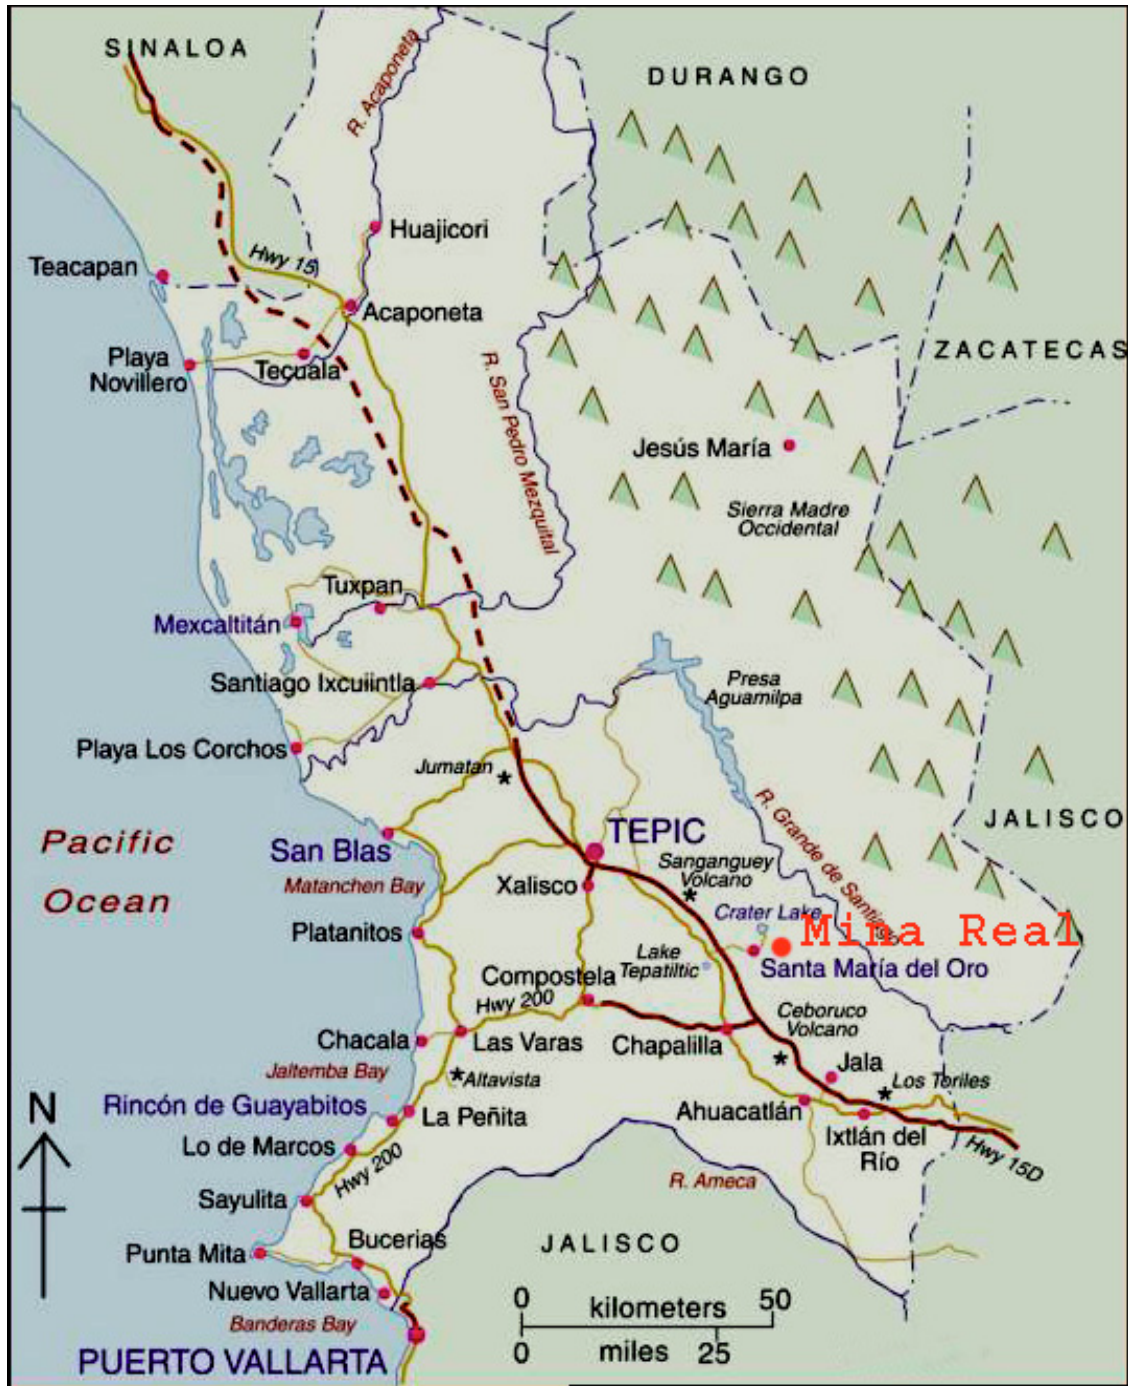 SINALOA
DURANGO
R. Acaponeta
Huajicori
Hwy 15
Teacapan
Acaponeta
ZACATECAS
Playa
Novillero
Tecuala
R. San Pedro Mezquital
Jesús María
Sierra Madre
Occidental
Tuxpan
Mexcaltitán
Santiago Ixcuiintla
Presa
Aguamilpa
Playa Los Corchos
Jumatan
JALISCO
R. Grande de Santiago
Pacific
Ocean
TEPIC
San Blas
Sanganguey
Volcano
Matanchen Bay
Xalisco
Crater Lake
Mina Real
Platanitos
Lake
Tepatiltic
Santa María del Oro
Compostela
Hwy 200
Ceboruco
Volcano
Chacala
Las Varas
Chapalilla
Jala
Jaltemba Bay
Altavista
Los Toriles
N
Rincón de Guayabitos
La Peñita
Ahuacatlán
Ixtlán del
Río
Hwy 15D
Lo de Marcos
Hwy 200
R. Ameca
Sayulita
Punta Mita
Bucerias
JALISCO
Nuevo Vallarta
0 50
kilometers
Banderas Bay
miles
0 25
PUERTO VALLARTA